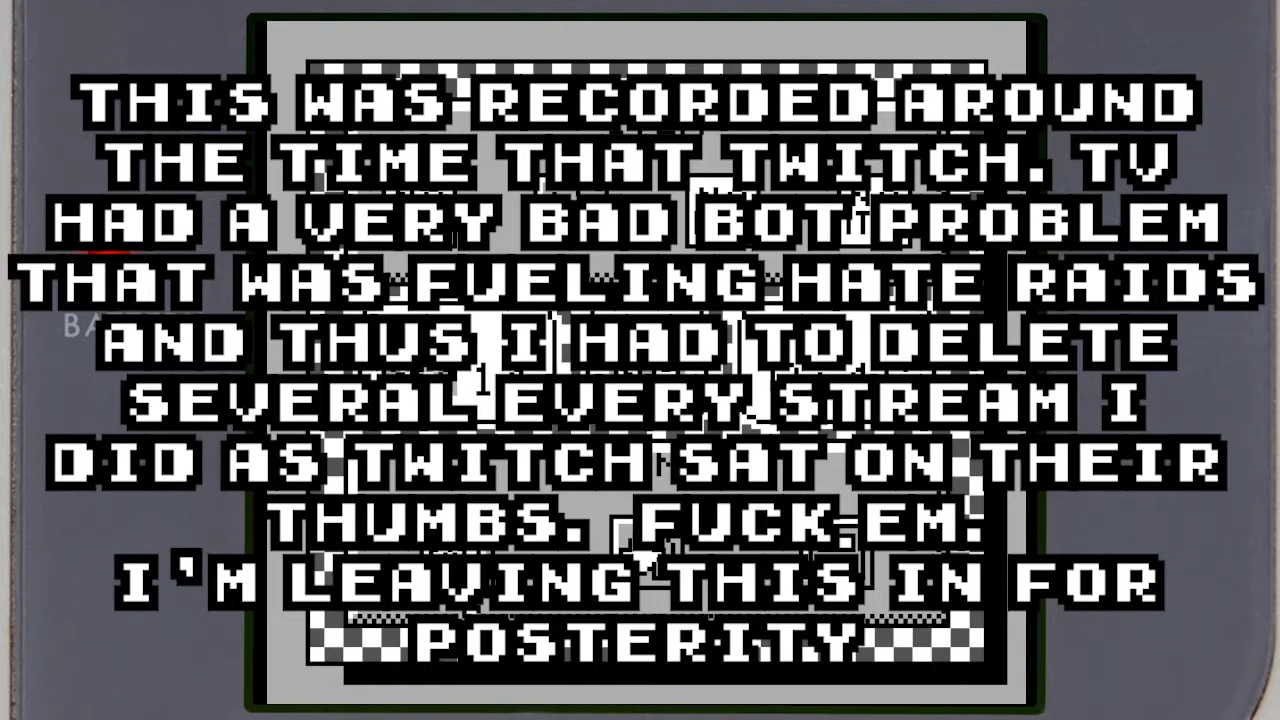 THIS WAS RECORDED AROUND
THE TIME THAT TWITCH. TV
HAD A VERY BAD BOT PROBLEM
THAT WAS FUELING HATE RAIDS
AND THUS I HAD TO DELETE
SEVERAL EVERY STREAM I
DID AS TWITCH SAT ON THEIR
THUMBS. FUCK EM.
I'M LEAVING THIS IN FOR
POSTERITY